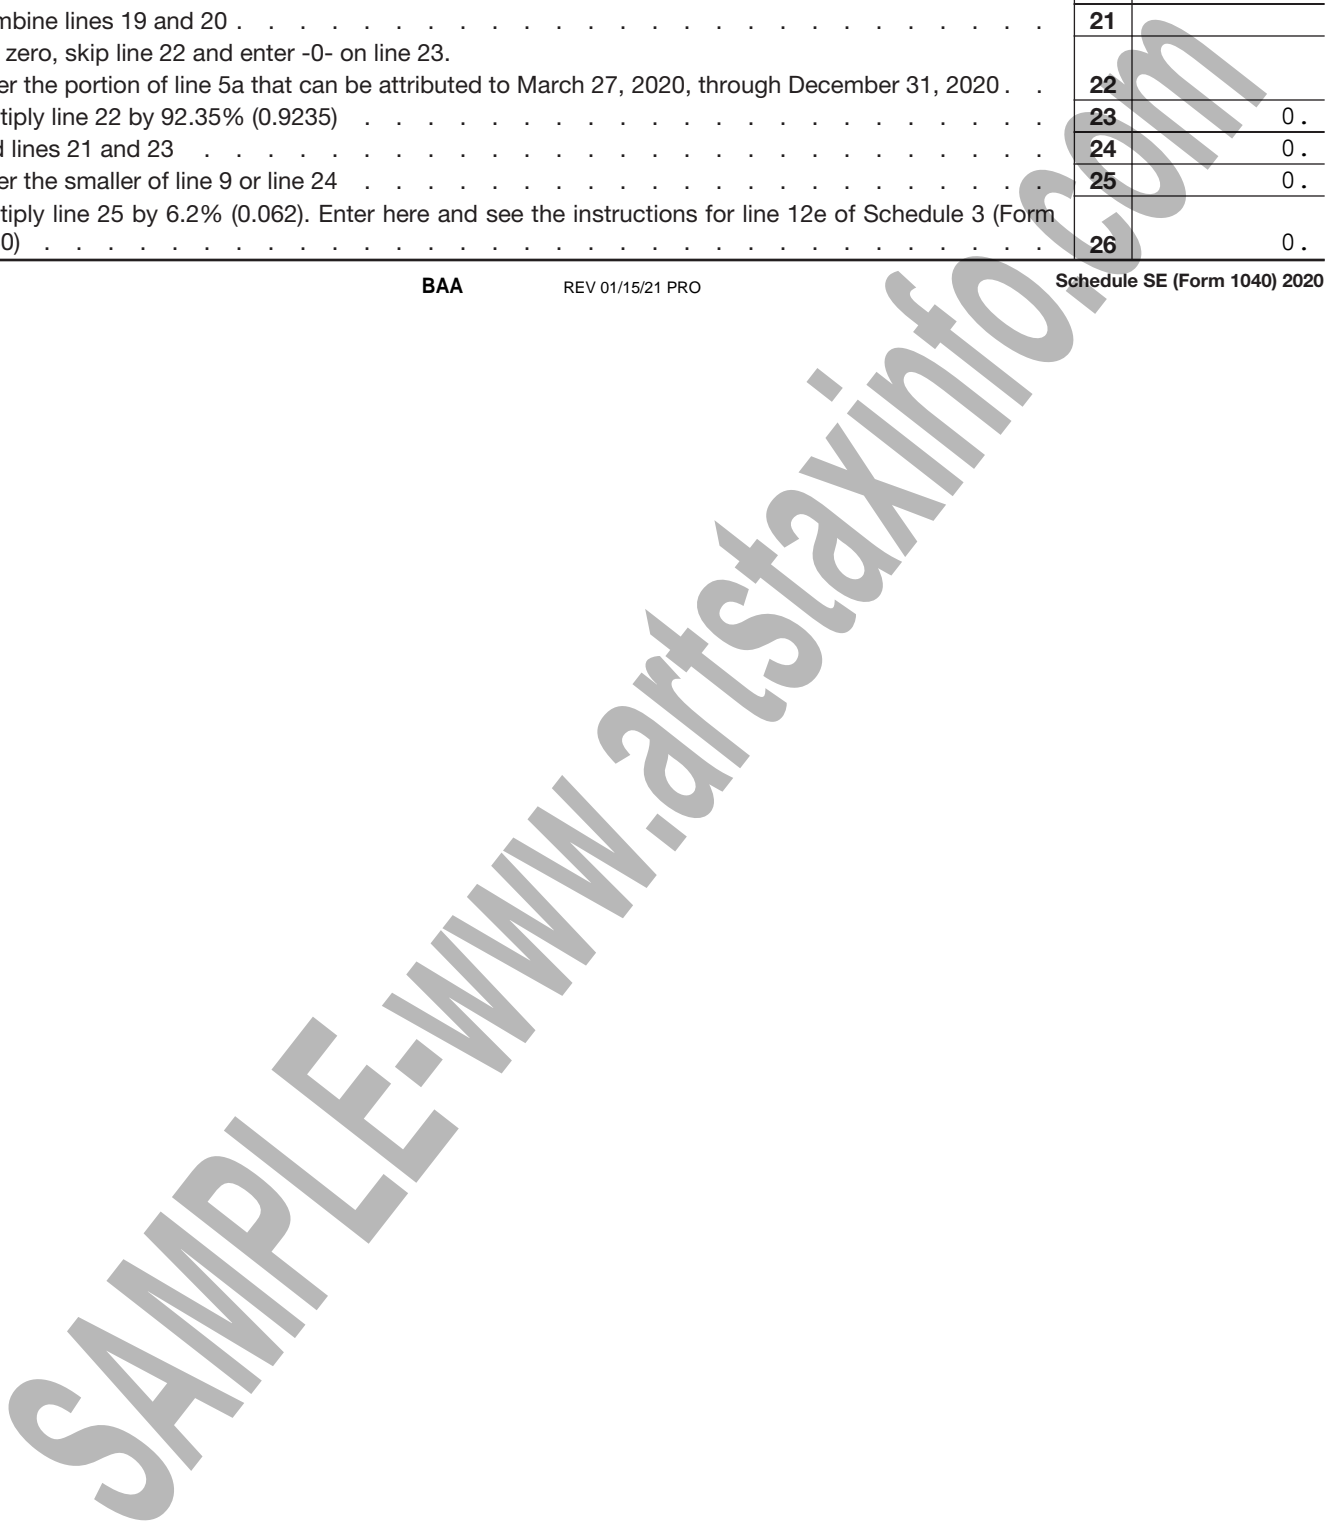 mbine lines 19 and 20 . . . . . . . . . . . . . . . . . . . . . . . . . . 21
zero, skip line 22 and enter -0- on line 23.
er the portion of line 5a that can be attributed to March 27, 2020, through December 31, 2020 . . 22
tiply line 22 by 92.35% (0.9235) . . . . . . . . . . . . . . . . . . . . . . 23 0.
d lines 21 and 23 . . . . . . . . . . . . . . . . . . . . . . . . . . . 24 0.
er the smaller of line 9 or line 24 . . . . . . . . . . . . . . . . . . . . . . 25 0.
tiply line 25 by 6.2% (0.062). Enter here and see the instructions for line 12e of Schedule 3 (Form
0) . . . . . . . . . . . . . . . . . . . . . . . . . . . . . . . . 26 0.
BAA REV 01/15/21 PRO Schedule SE (Form 1040) 2020
SAMPLE-www.artstaxinfo.com